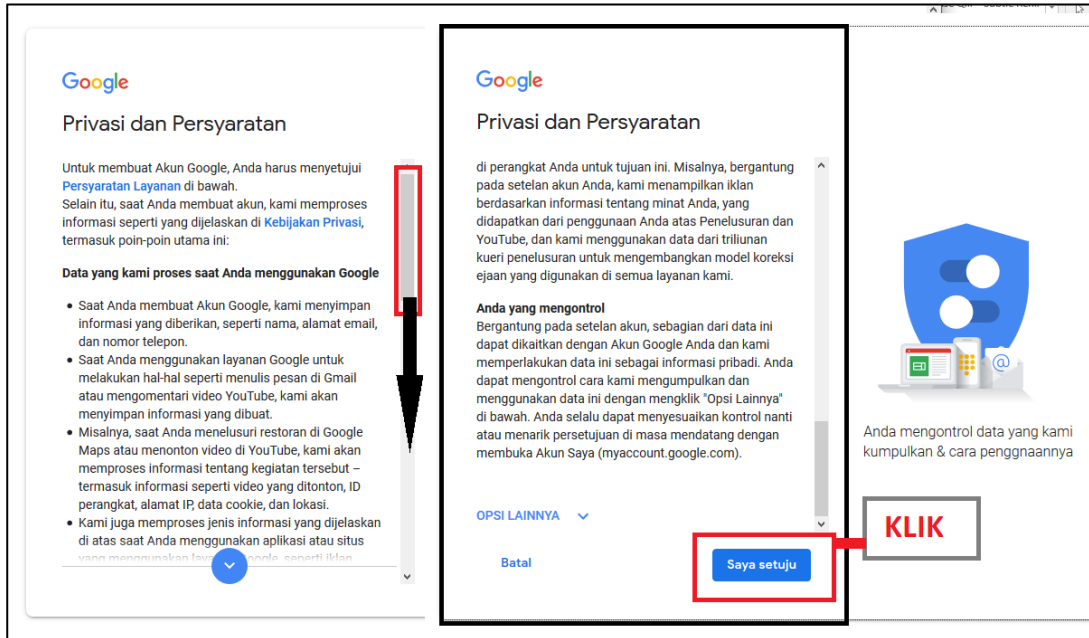 Google
Privasi dan Persyaratan
Untuk membuat Akun Google, Anda harus menyetujui
Persyaratan Layanan di bawah.
Selain itu, saat Anda membuat akun, kami memproses
informasi seperti yang dijelaskan di Kebijakan Privasi,
termasuk poin-poin utama ini:
Data yang kami proses saat Anda menggunakan Google
• Saat Anda membuat Akun Google, kami menyimpan
informasi yang diberikan, seperti nama, alamat email,
dan nomor telepon.
• Saat Anda menggunakan layanan Google untuk
melakukan hal-hal seperti menulis pesan di Gmail
atau mengomentari video YouTube, kami akan
menyimpan informasi yang dibuat.
• Misalnya, saat Anda menelusuri restoran di Google
Maps atau menonton video di YouTube, kami akan
memproses informasi tentang kegiatan tersebut –
termasuk informasi seperti video yang ditonton, ID
perangkat, alamat IP, data cookie, dan lokasi.
• Kami juga memproses jenis informasi yang dijelaskan
di atas saat Anda menggunakan aplikasi atau situs
yang menggunakan Google, seperti iklan
Google
Privasi dan Persyaratan
di perangkat Anda untuk tujuan ini. Misalnya, bergantung
pada setelan akun Anda, kami menampilkan iklan
berdasarkan informasi tentang minat Anda, yang
didapatkan dari penggunaan Anda atas Penelusuran dan
YouTube, dan kami menggunakan data dari triliunan
kueri penelusuran untuk mengembangkan model koreksi
ejaan yang digunakan di semua layanan kami.
Anda yang mengontrol
Bergantung pada setelan akun, sebagian dari data ini
dapat dikaitkan dengan Akun Google Anda dan kami
memperlakukan data ini sebagai informasi pribadi. Anda
dapat mengontrol cara kami mengumpulkan dan
menggunakan data ini dengan mengklik "Opsi Lainnya"
di bawah. Anda selalu dapat menyesuaikan kontrol nanti
atau menarik persetujuan di masa mendatang dengan
membuka Akun Saya (myaccount.google.com).
OPSI LAINNYA
Batal
Saya setuju
Anda mengontrol data yang kami
kumpulkan & cara penggnaannya
KLIK